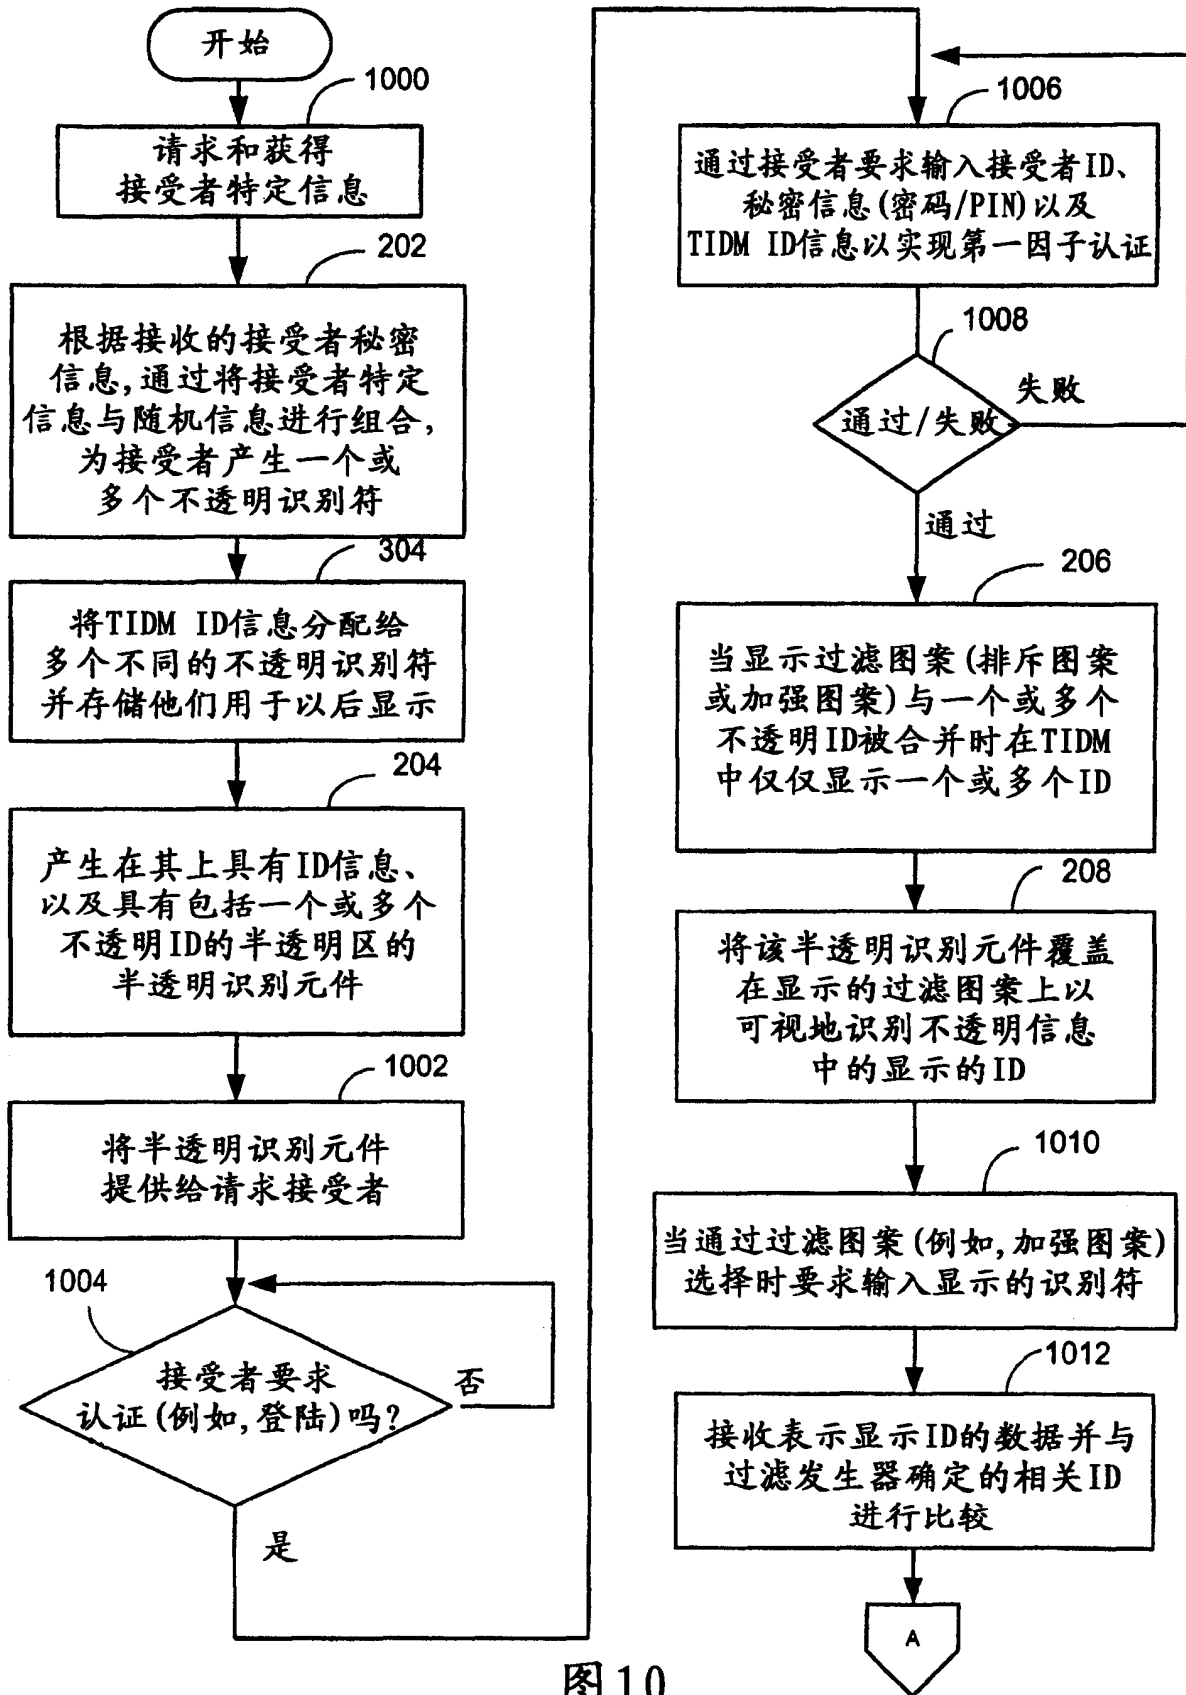 开始
1000
请求和获得
接受者特定信息
202
根据接收的接受者秘密
信息,通过将接受者特定
信息与随机信息进行组合,
为接受者产生一个或
多个不透明识别符
304
将TIDM ID信息分配给
多个不同的不透明识别符
并存储他们用于以后显示
204
产生在其上具有ID信息、
以及具有包括一个或多个
不透明ID的半透明区的
半透明识别元件
1002
将半透明识别元件
提供给请求接受者
1004
接受者要求
认证(例如,登陆)吗?
否
是
1006
通过接受者要求输入接受者ID、
秘密信息(密码/PIN)以及
TIDM ID信息以实现第一因子认证
1008
通过/失败
失败
通过
206
当显示过滤图案(排斥图案
或加强图案)与一个或多个
不透明ID被合并时在TIDM
中仅仅显示一个或多个ID
208
将该半透明识别元件覆盖
在显示的过滤图案上以
可视地识别不透明信息
中的显示的ID
1010
当通过过滤图案(例如,加强图案)
选择时要求输入显示的识别符
1012
接收表示显示ID的数据并与
过滤发生器确定的相关ID
进行比较
A
图10